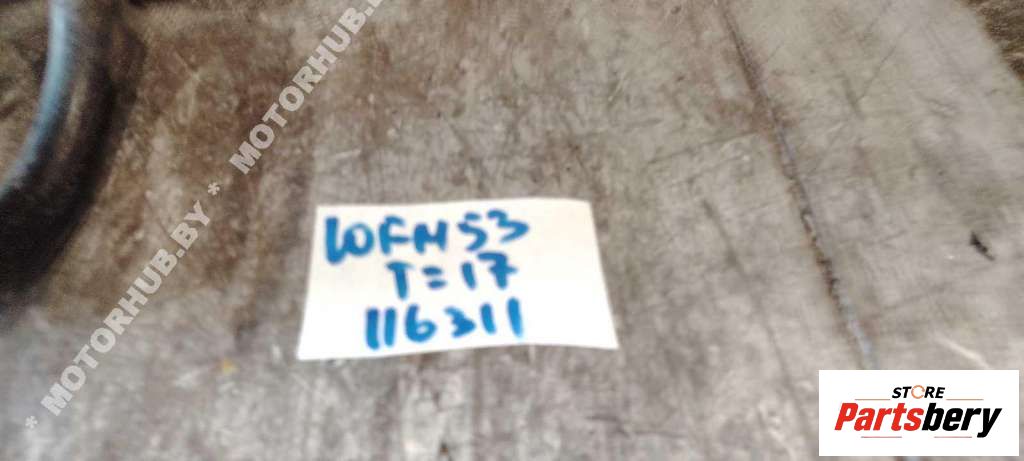 * MOTORHUB.BY * MOTORHUB.BY
10FH53
T=17
116311
STORE
Partsbery